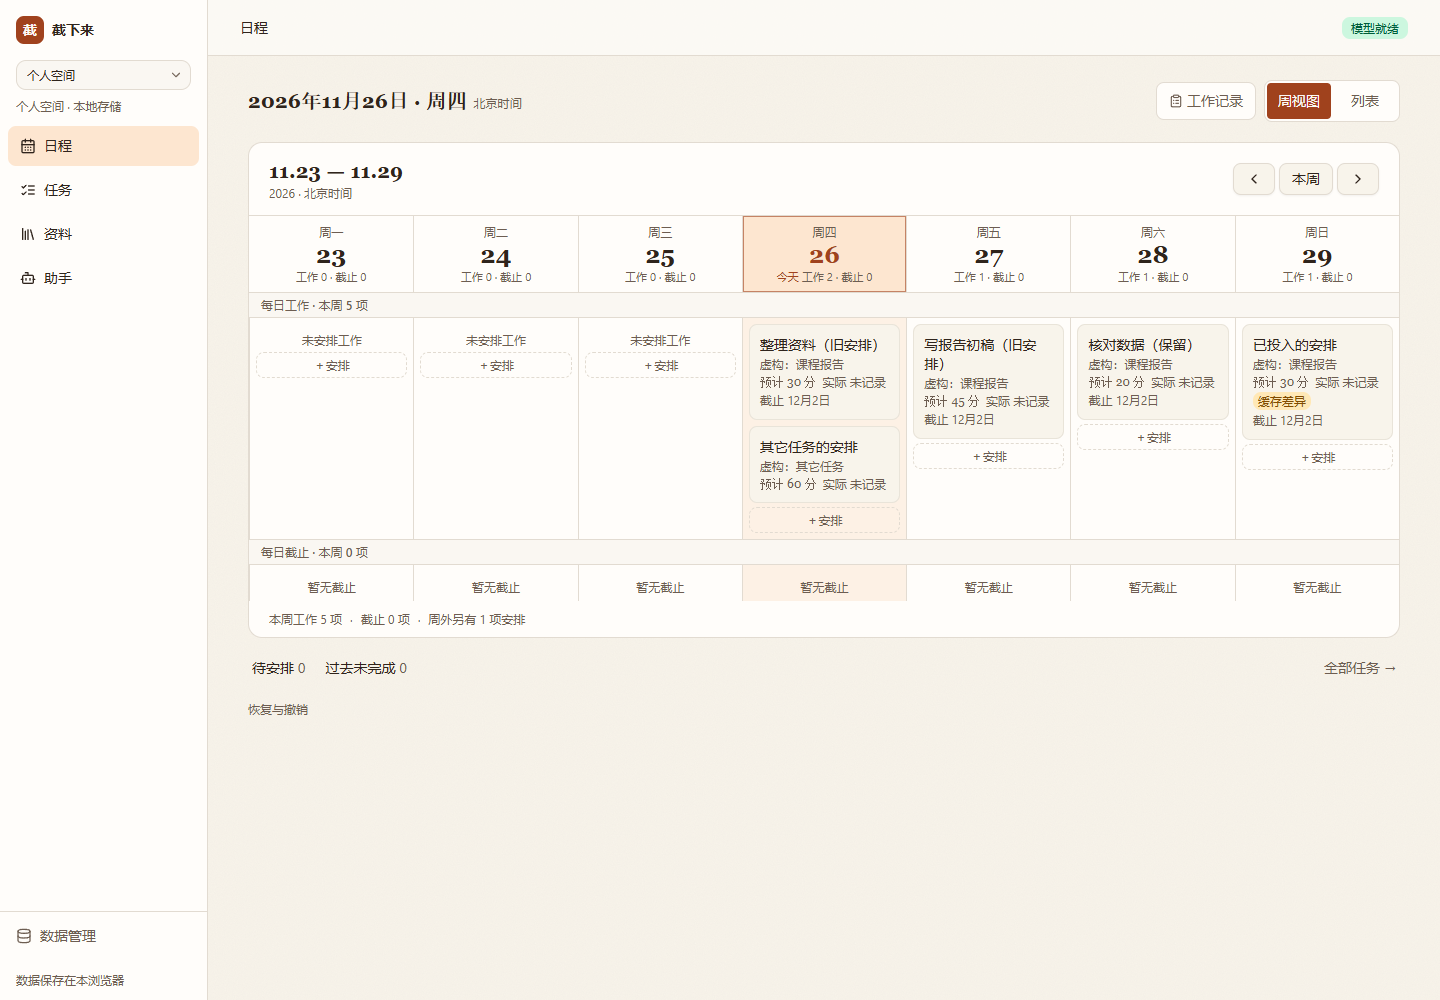 截 截下来
个人空间
个人空间 · 本地存储
日程
任务
资料
助手
数据管理
数据保存在本浏览器
日程
模型就绪
2026年11月26日 · 周四 北京时间
工作记录
周视图
列表
11.23 — 11.29
2026 · 北京时间
本周
周一
23
工作 0 · 截止 0
周二
24
工作 0 · 截止 0
周三
25
工作 0 · 截止 0
周四
26
今天 工作 2 · 截止 0
周五
27
工作 1 · 截止 0
周六
28
工作 1 · 截止 0
周日
29
工作 1 · 截止 0
每日工作 · 本周 5 项
未安排工作
+ 安排
未安排工作
+ 安排
未安排工作
+ 安排
整理资料（旧安排）
虚构：课程报告
预计 30 分 实际 未记录
截止 12月2日
其它任务的安排
虚构：其它任务
预计 60 分 实际 未记录
+ 安排
写报告初稿（旧安
排）
虚构：课程报告
预计 45 分 实际 未记录
截止 12月2日
+ 安排
核对数据（保留）
虚构：课程报告
预计 20 分 实际 未记录
截止 12月2日
+ 安排
已投入的安排
虚构：课程报告
预计 30 分 实际 未记录
缓存差异
截止 12月2日
+ 安排
每日截止 · 本周 0 项
暂无截止
暂无截止
暂无截止
暂无截止
暂无截止
暂无截止
暂无截止
本周工作 5 项 · 截止 0 项 · 周外另有 1 项安排
待安排 0
过去未完成 0
全部任务 →
恢复与撤销